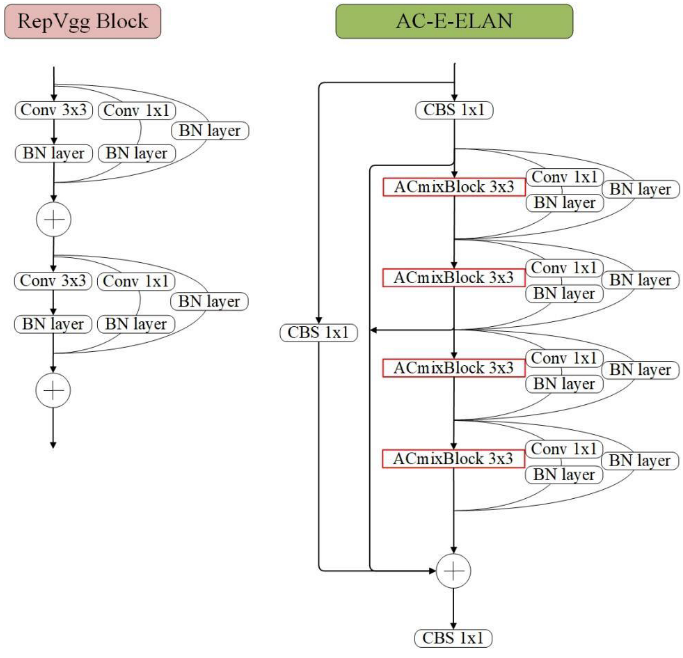 RepVgg Block
AC-E-ELAN
Conv 3x3
Conv 1x1
BN layer
BN layer
BN layer
Conv 3x3
Conv 1x1
BN layer
BN layer
BN layer
CBS 1x1
CBS 1x1
ACmixBlock 3x3
Conv 1x1
BN layer
BN layer
ACmixBlock 3x3
Conv 1x1
BN layer
BN layer
ACmixBlock 3x3
Conv 1x1
BN layer
BN layer
ACmixBlock 3x3
Conv 1x1
BN layer
BN layer
CBS 1x1